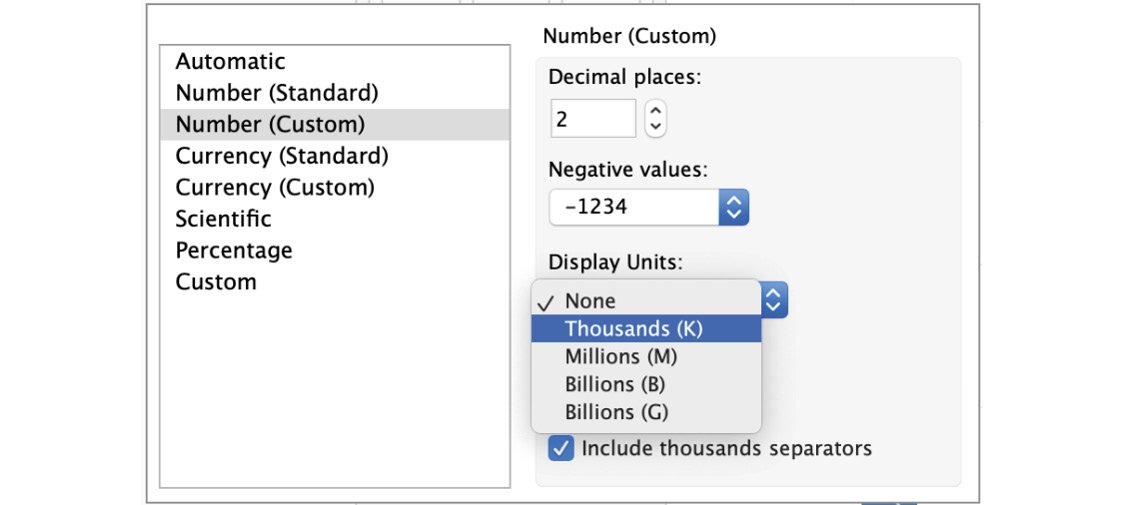 Automatic
Number (Standard)
Number (Custom)
Currency (Standard)
Currency (Custom)
Scientific
Percentage
Custom
Number (Custom)
Decimal places:
2
Negative values:
-1234
Display Units:
✓ None
Thousands (K)
Millions (M)
Billions (B)
Billions (G)
Include thousands separators